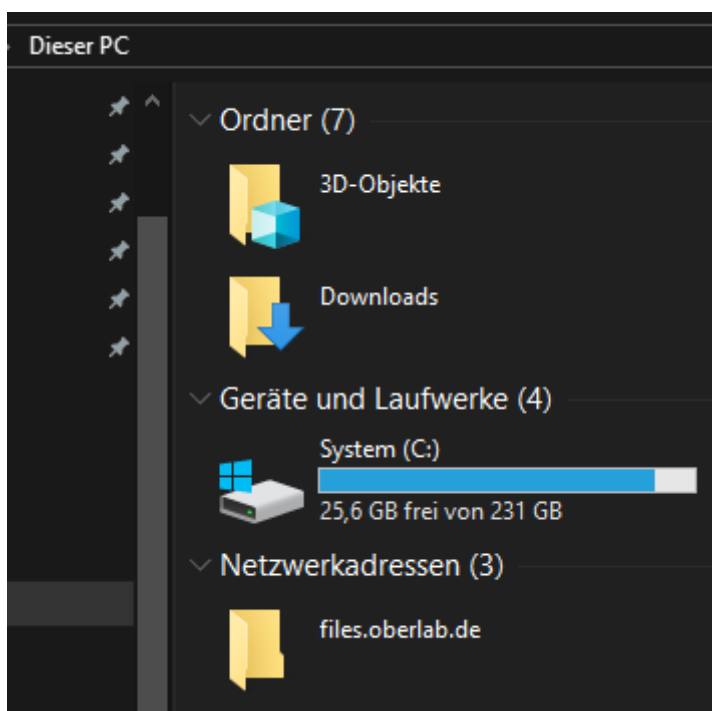 Dieser PC
Ordner (7)
3D-Objekte
Downloads
Geräte und Laufwerke (4)
System (C:)
25,6 GB frei von 231 GB
Netzwerkadressen (3)
files.oberlab.de